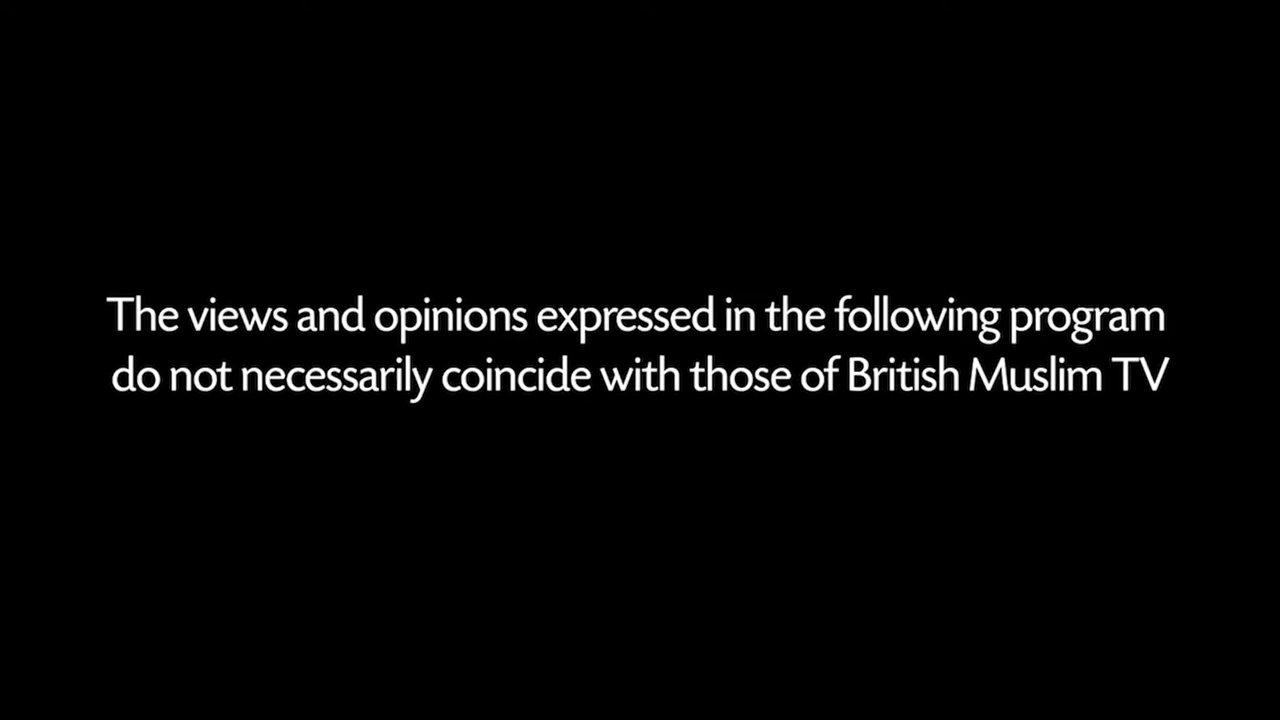 The views and opinions expressed in the following program
do not necessarily coincide with those of British Muslim TV